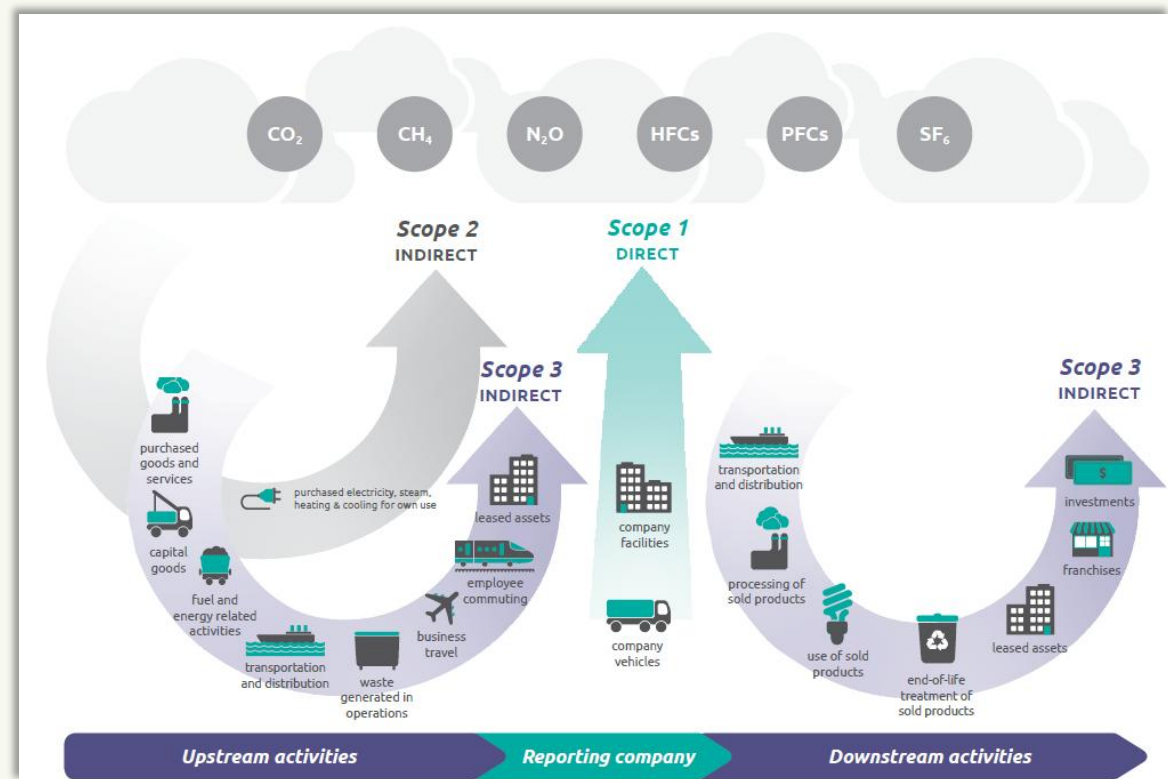 CO₂
CH₄
N₂O
HFCs
PFCs
SF₆
Scope 2
INDIRECT
Scope 1
DIRECT
Scope 3
INDIRECT
Scope 3
INDIRECT
purchased
goods and
services
capital
goods
fuel and
energy related
activities
purchased electricity, steam,
heating & cooling for own use
transportation
and distribution
waste
generated in
operations
business
travel
employee
commuting
leased assets
company
facilities
company
vehicles
transportation
and distribution
processing of
sold products
use of sold
products
end-of-life
treatment of
sold products
leased assets
franchises
$
investments
Upstream activities
Reporting company
Downstream activities